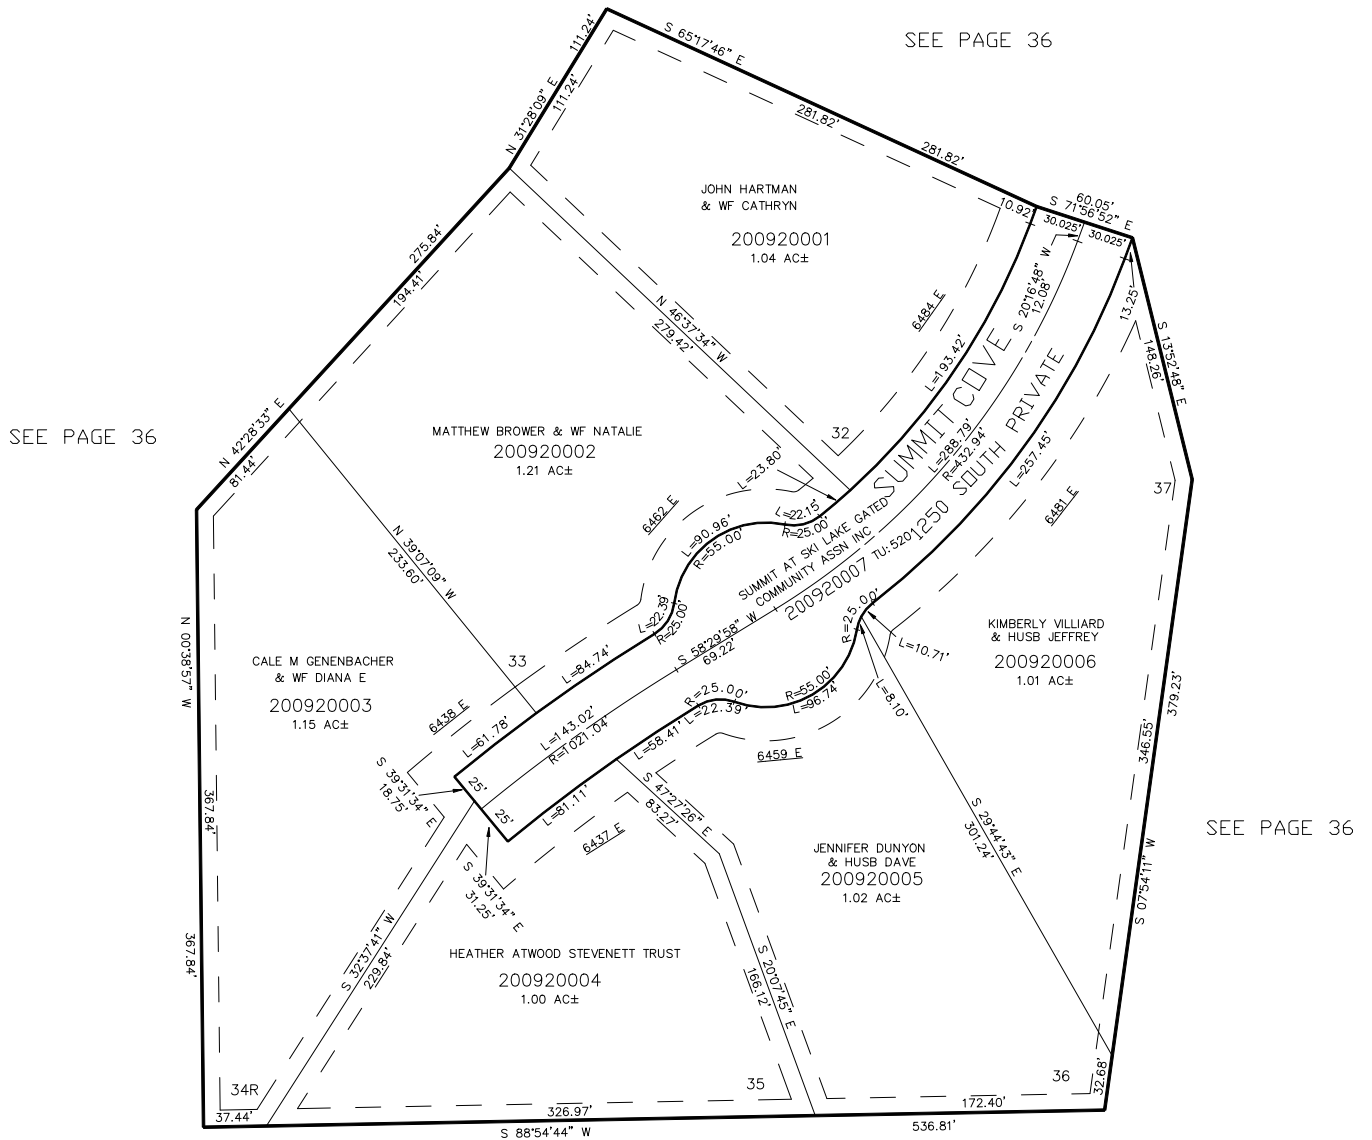 SEE PAGE 36
S 65°17'46" E
111.24'
N 31°28'09" E
111.24'
281.82'
281.82'
60.05'
S 71°56'52" E
10.92'
30.025'
30.025'
JOHN HARTMAN
& WF CATHRYN
200920001
1.04 AC±
275.84'
194.41'
S 20°16'48" W
12.08'
13.25'
N 46°37'34" W
279.42'
6484 E
L=193.42'
S 13°52'48" E
148.26'
SUMMIT COVE
1250 SOUTH PRIVATE
SEE PAGE 36
N 42°28'33" E
81.44'
MATTHEW BROWER & WF NATALIE
200920002
1.21 AC±
32
L=288.79'
R=432.94'
L=257.45'
L=23.80'
37
6462 E
6481 E
L=22.15'
R=25.00'
L=90.96'
R=55.00'
SUMMIT AT SKI LAKE GATED
COMMUNITY ASSN INC
200920007
TU: 520
N 39°07'09" W
233.60'
L=22.39'
R=25.00'
S 58°29'58" W
69.22'
R=25.00'
L=10.71'
L=8.10'
KIMBERLY VILLIARD
& HUSB JEFFREY
200920006
1.01 AC±
N 00°38'57" W
33
CALE M GENENBACHER
& WF DIANA E
200920003
1.15 AC±
L=84.74'
6438 E
L=61.78'
L=143.02'
R=1021.04'
R=25.00'
L=22.39'
R=55.00'
L=96.74'
L=58.41'
6459 E
379.23'
346.55'
S 39°31'34" E
18.75'
25'
25'
L=81.11'
6437 E
S 47°27'26" E
83.27'
S 29°44'43" E
301.24'
367.84'
SEE PAGE 36
JENNIFER DUNYON
& HUSB DAVE
200920005
1.02 AC±
S 07°54'11" W
S 39°31'34" E
31.25'
367.84'
S 32°37'41" W
229.84'
HEATHER ATWOOD STEVENETT TRUST
200920004
1.00 AC±
S 20°07'45" E
166.12'
34R
35
36
32.68'
37.44'
326.97'
172.40'
S 88°54'44" W
536.81'